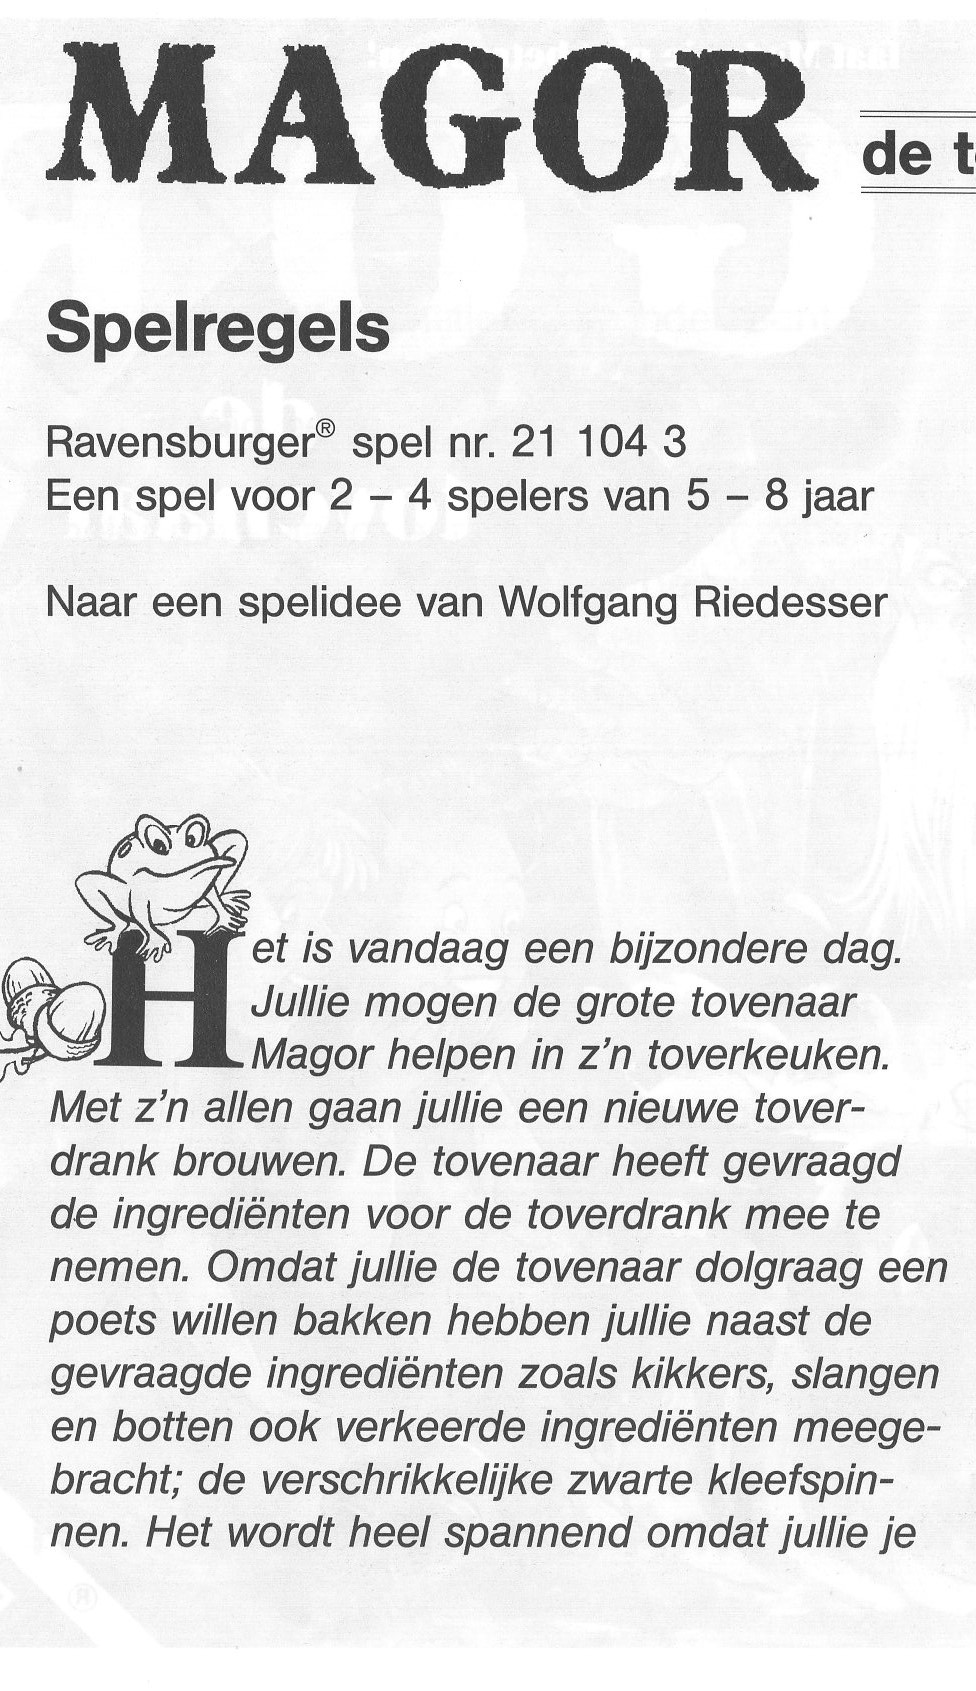 MAGOR de
Spelregels
Ravensburger® spel nr. 21 104 3
Een spel voor 2 – 4 spelers van 5 – 8 jaar
Naar een spelidee van Wolfgang Riedesser
Het is vandaag een bijzondere dag.
Jullie mogen de grote tovenaar
Magor helpen in z'n toverkeuken.
Met z'n allen gaan jullie een nieuwe tover-
drank brouwen. De tovenaar heeft gevraagd
de ingrediënten voor de toverdrank mee te
nemen. Omdat jullie de tovenaar dolgraag een
poets willen bakken hebben jullie naast de
gevraagde ingrediënten zoals kikkers, slangen
en botten ook verkeerde ingrediënten meege-
bracht; de verschrikkelijke zwarte kleefspin-
nen. Het wordt heel spannend omdat jullie je